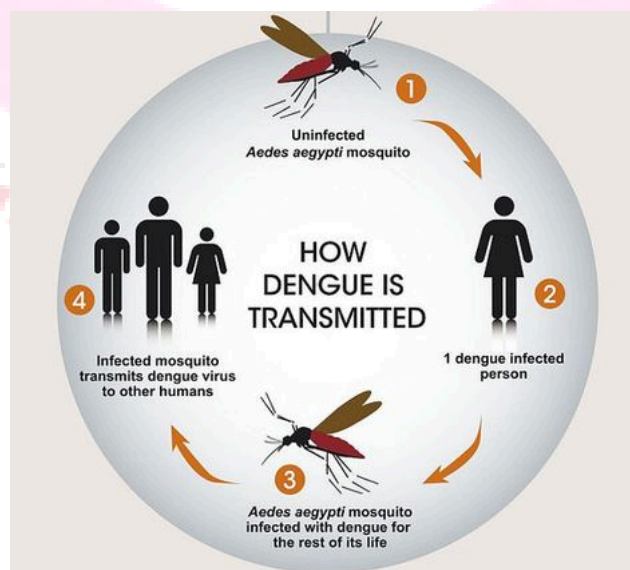 1
Uninfected
Aedes aegypti mosquito
HOW
DENGUE IS
TRANSMITTED
2
1 dengue infected
person
3
Aedes aegypti mosquito
infected with dengue for
the rest of its life
4
Infected mosquito
transmits dengue virus
to other humans